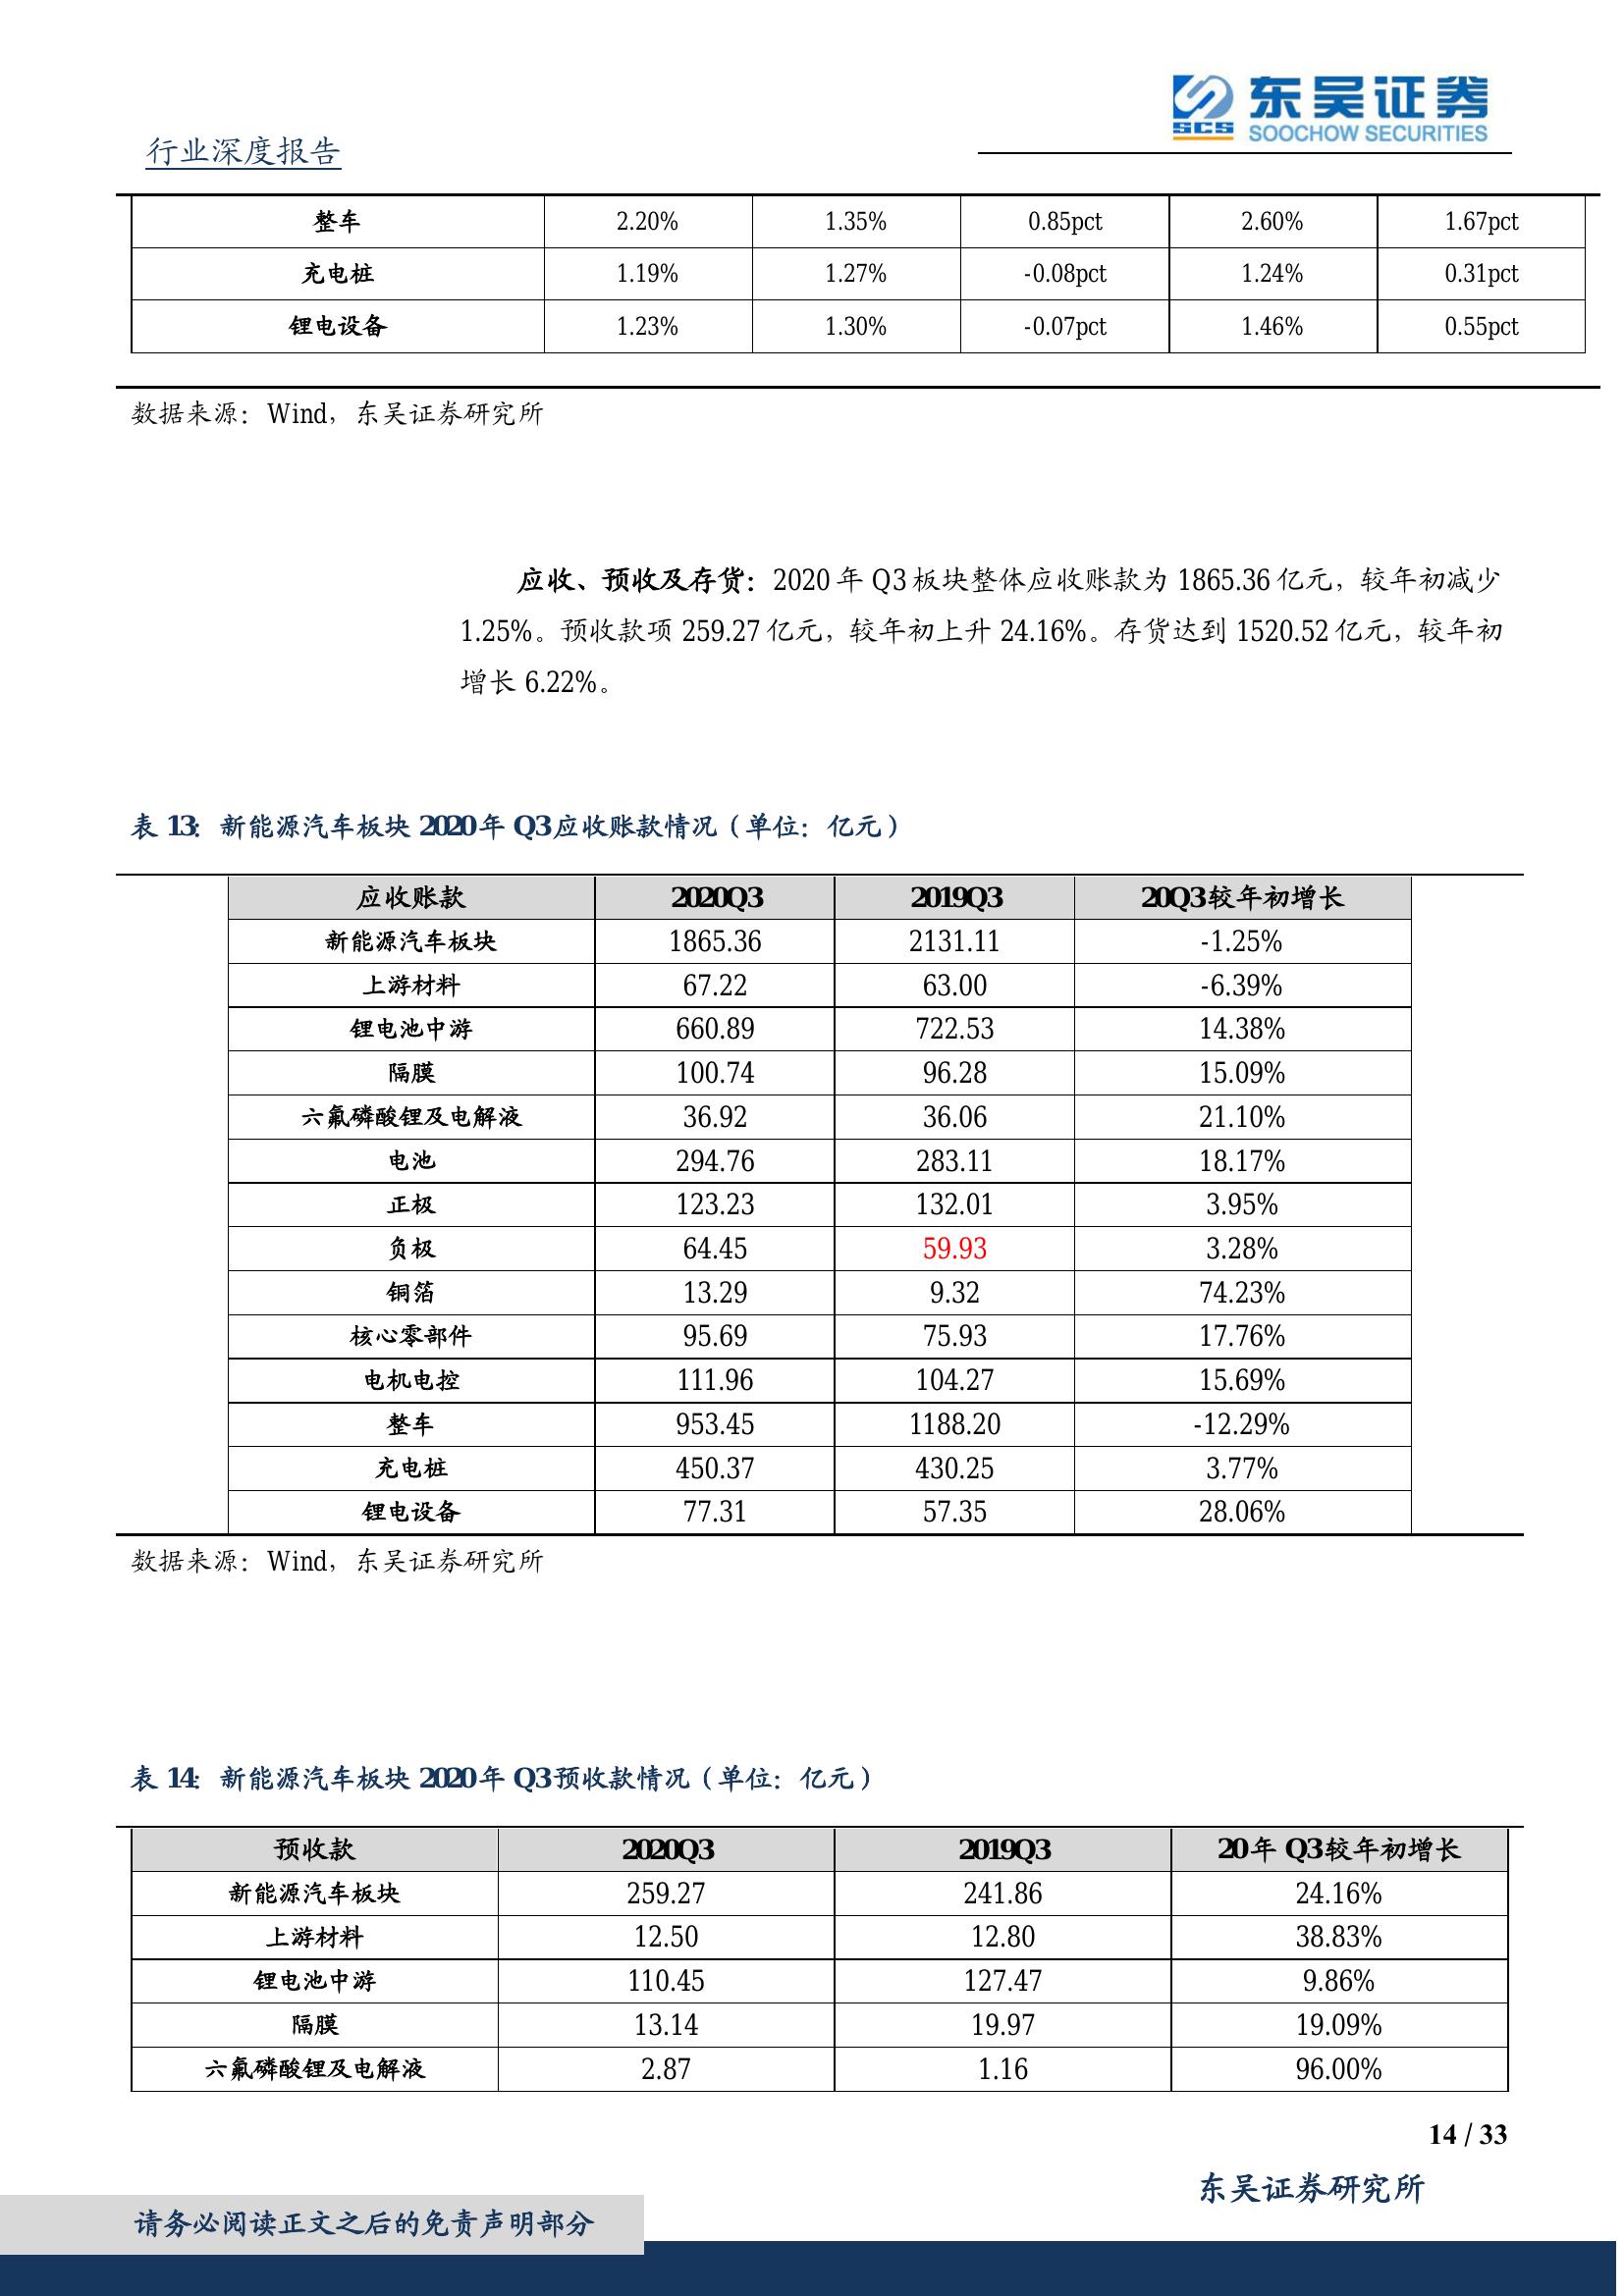 东吴证券
SCS
SOOCHOW SECURITIES
行业深度报告
整车 2.20% 1.35% 0.85pct 2.60% 1.67pct
充电桩 1.19% 1.27% -0.08pct 1.24% 0.31pct
锂电设备 1.23% 1.30% -0.07pct 1.46% 0.55pct
数据来源：Wind，东吴证券研究所
应收、预收及存货：2020 年 Q3 板块整体应收账款为 1865.36 亿元，较年初减少
1.25%。预收款项 259.27 亿元，较年初上升 24.16%。存货达到 1520.52 亿元，较年初
增长 6.22%。
表 13：新能源汽车板块 2020 年 Q3 应收账款情况（单位：亿元）
应收账款 2020Q3 2019Q3 20Q3 较年初增长
新能源汽车板块 1865.36 2131.11 -1.25%
上游材料 67.22 63.00 -6.39%
锂电池中游 660.89 722.53 14.38%
隔膜 100.74 96.28 15.09%
六氟磷酸锂及电解液 36.92 36.06 21.10%
电池 294.76 283.11 18.17%
正极 123.23 132.01 3.95%
负极 64.45 59.93 3.28%
铜箔 13.29 9.32 74.23%
核心零部件 95.69 75.93 17.76%
电机电控 111.96 104.27 15.69%
整车 953.45 1188.20 -12.29%
充电桩 450.37 430.25 3.77%
锂电设备 77.31 57.35 28.06%
数据来源：Wind，东吴证券研究所
表 14：新能源汽车板块 2020 年 Q3 预收款情况（单位：亿元）
预收款 2020Q3 2019Q3 20 年 Q3 较年初增长
新能源汽车板块 259.27 241.86 24.16%
上游材料 12.50 12.80 38.83%
锂电池中游 110.45 127.47 9.86%
隔膜 13.14 19.97 19.09%
六氟磷酸锂及电解液 2.87 1.16 96.00%
14 / 33
东吴证券研究所
请务必阅读正文之后的免责声明部分